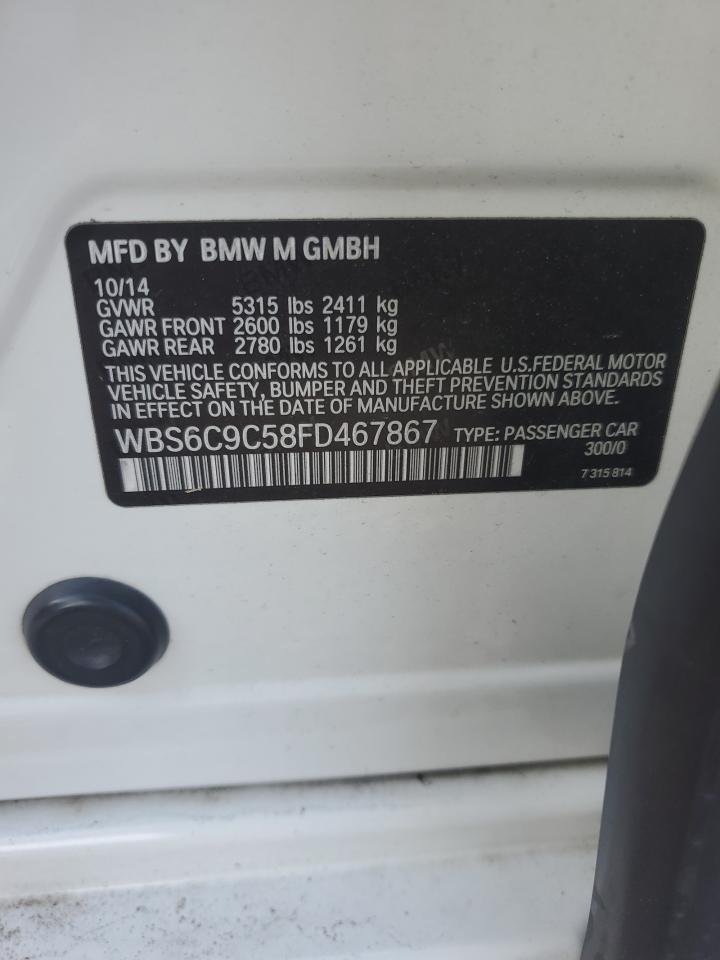 MFD BY BMW M GMBH
10/14
GVWR 5315 lbs 2411 kg
GAWR FRONT 2600 lbs 1179 kg
GAWR REAR 2780 lbs 1261 kg
THIS VEHICLE CONFORMS TO ALL APPLICABLE U.S.FEDERAL MOTOR
VEHICLE SAFETY, BUMPER AND THEFT PREVENTION STANDARDS
IN EFFECT ON THE DATE OF MANUFACTURE SHOWN ABOVE.
WBS6C9C58FD467867 TYPE: PASSENGER CAR
300/0
7 315 814